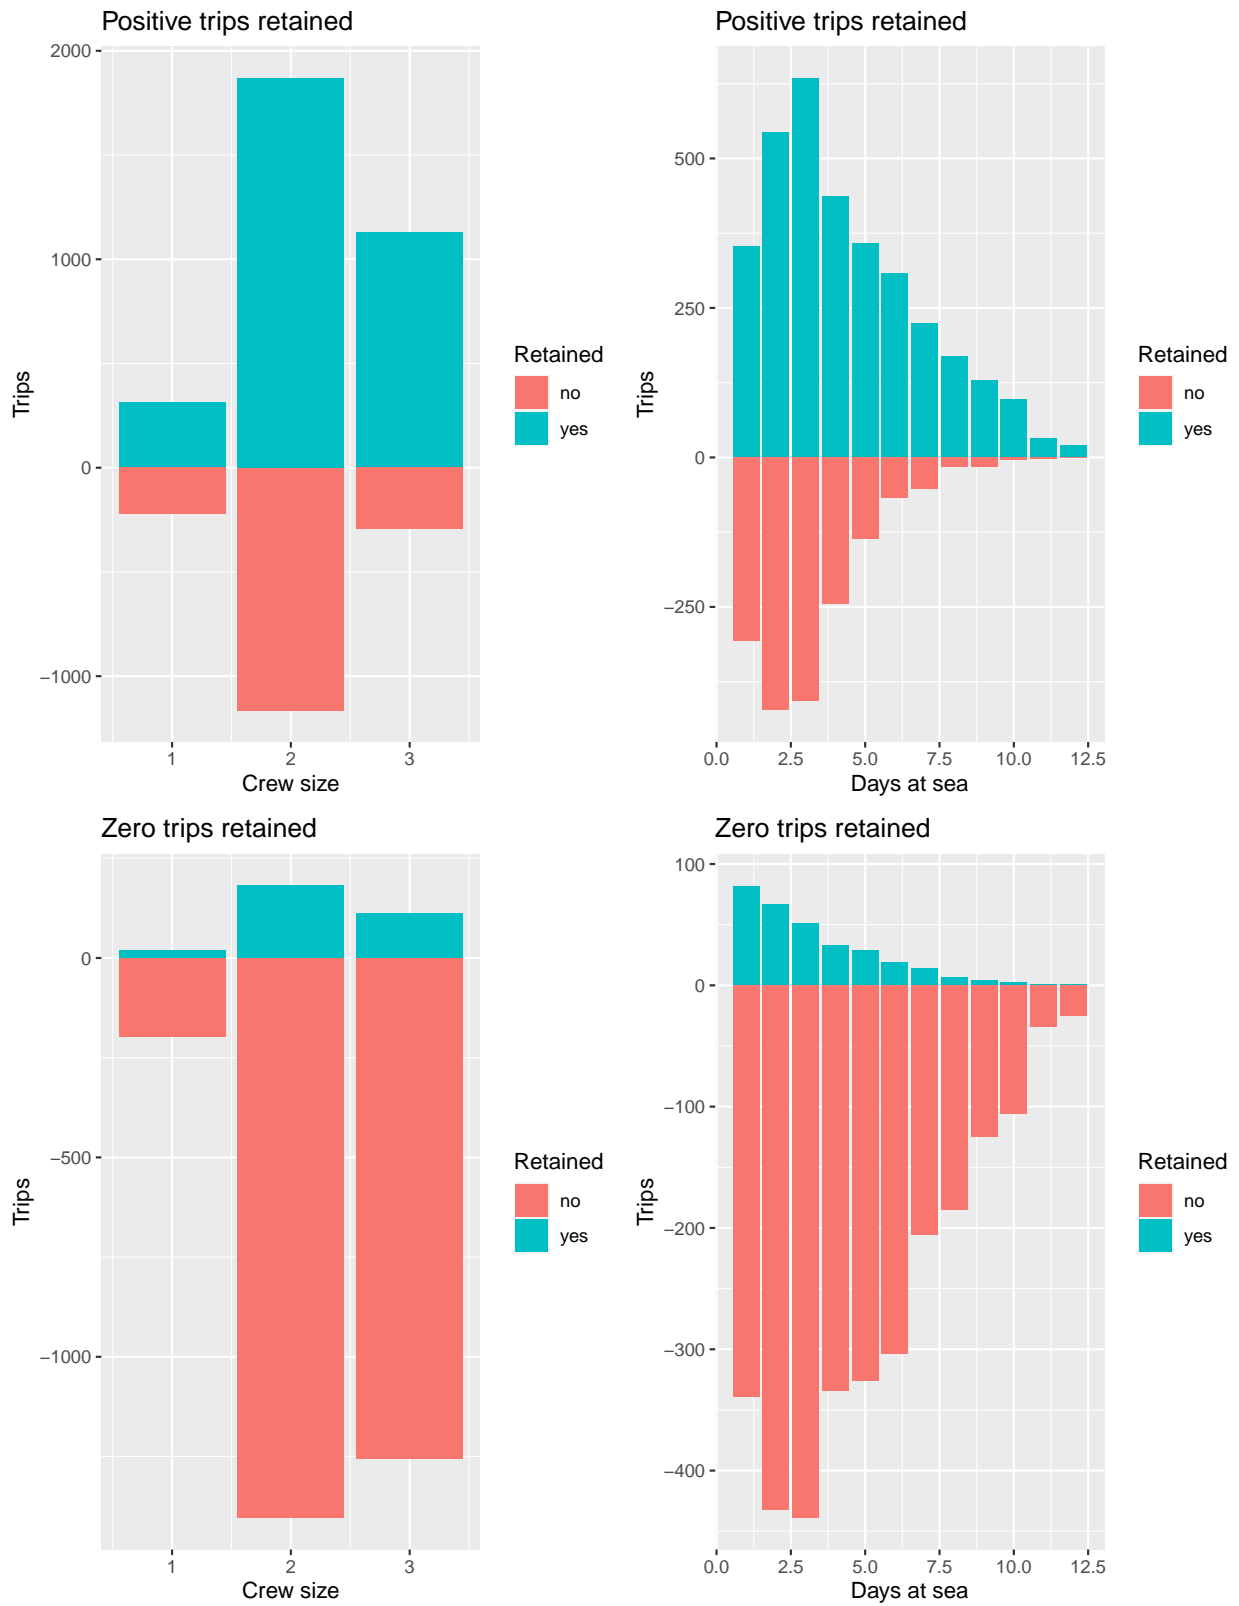 Positive trips retained
2000
1000
0
−1000
Trips
1 2 3
Crew size
Retained
no
yes
Positive trips retained
500
250
0
−250
Trips
0.0 2.5 5.0 7.5 10.0 12.5
Days at sea
Retained
no
yes
Zero trips retained
0
−500
−1000
Trips
1 2 3
Crew size
Retained
no
yes
Zero trips retained
100
0
−100
−200
−300
−400
Trips
0.0 2.5 5.0 7.5 10.0 12.5
Days at sea
Retained
no
yes